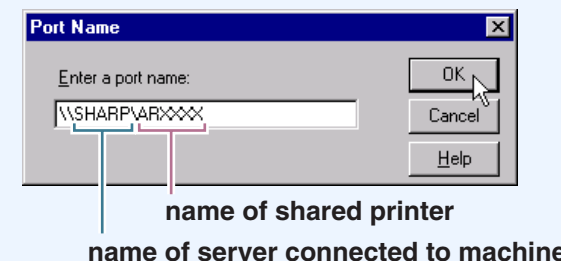 Port Name
Enter a port name:
OK
\\SHARP\ARXXXX
Cancel
Help
name of shared printer
name of server connected to machine